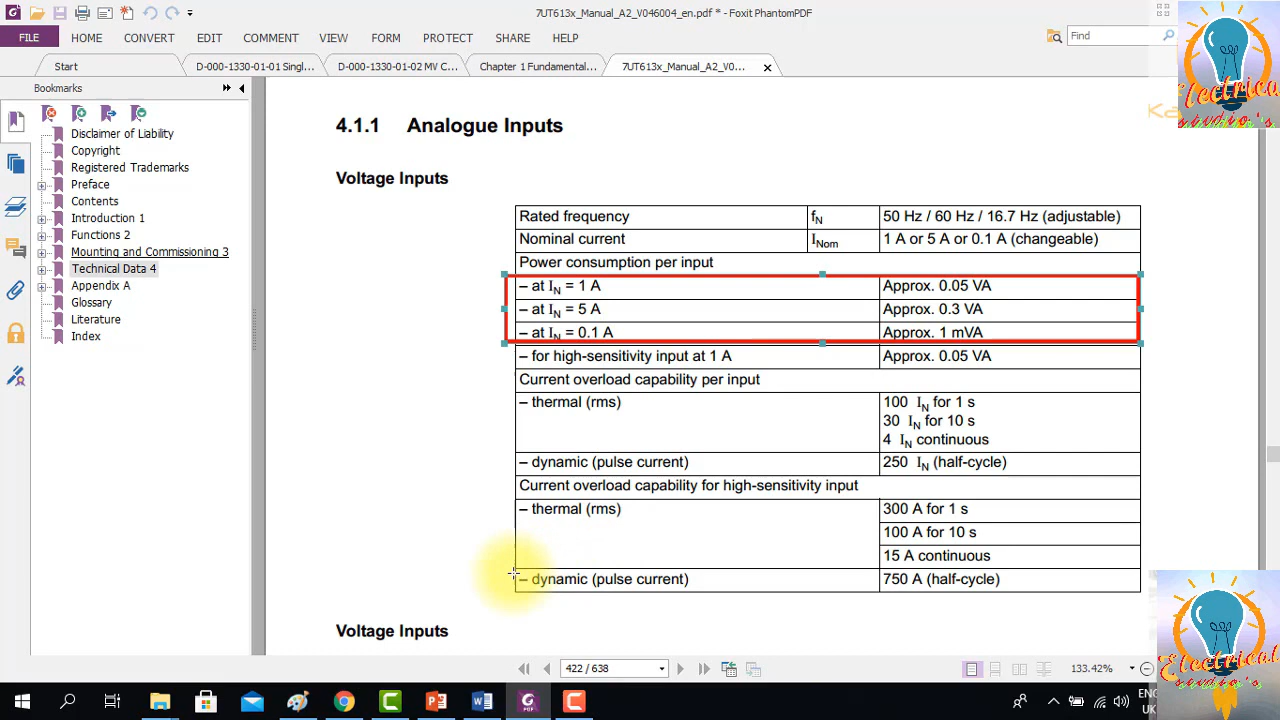 7UT613x_Manual_A2_V046004_en.pdf * - Foxit PhantomPDF
FILE HOME CONVERT EDIT COMMENT VIEW FORM PROTECT SHARE HELP Find
Start D-000-1330-01-01 Singl... D-000-1330-01-02 MV C... Chapter 1 Fundamental... 7UT613x_Manual_A2_V0...
Bookmarks
Disclaimer of Liability
Copyright
Registered Trademarks
Preface
Contents
Introduction 1
Functions 2
Mounting and Commissioning 3
Technical Data 4
Appendix A
Glossary
Literature
Index
4.1.1 Analogue Inputs
Voltage Inputs
Rated frequency fN 50 Hz / 60 Hz / 16.7 Hz (adjustable)
Nominal current INom 1 A or 5 A or 0.1 A (changeable)
Power consumption per input
– at IN = 1 A Approx. 0.05 VA
– at IN = 5 A Approx. 0.3 VA
– at IN = 0.1 A Approx. 1 mVA
– for high-sensitivity input at 1 A Approx. 0.05 VA
Current overload capability per input
– thermal (rms) 100 IN for 1 s
30 IN for 10 s
4 IN continuous
– dynamic (pulse current) 250 IN (half-cycle)
Current overload capability for high-sensitivity input
– thermal (rms) 300 A for 1 s
100 A for 10 s
15 A continuous
– dynamic (pulse current) 750 A (half-cycle)
Voltage Inputs
422 / 638
133.42%
Electrical
studio's
Electrical
studio's
UK